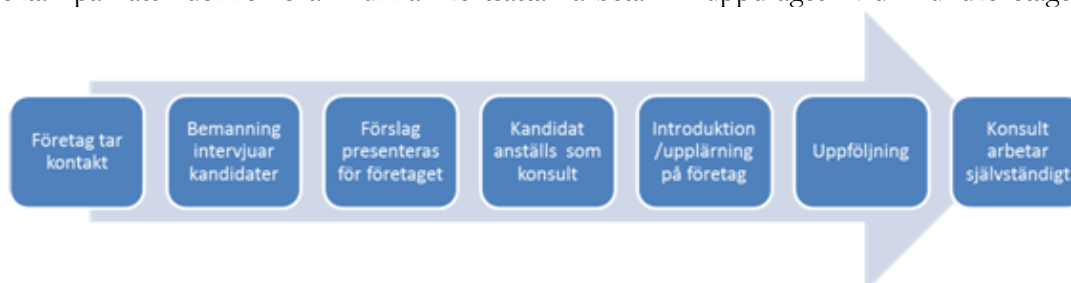 Företag tar
kontakt
Bemanning
intervjuar
kandidater
Förslag
presenteras
för företaget
Kandidat
anställs som
konsult
Introduktion
/upplärning
på företag
Uppföljning
Konsult
arbetar
självständigt